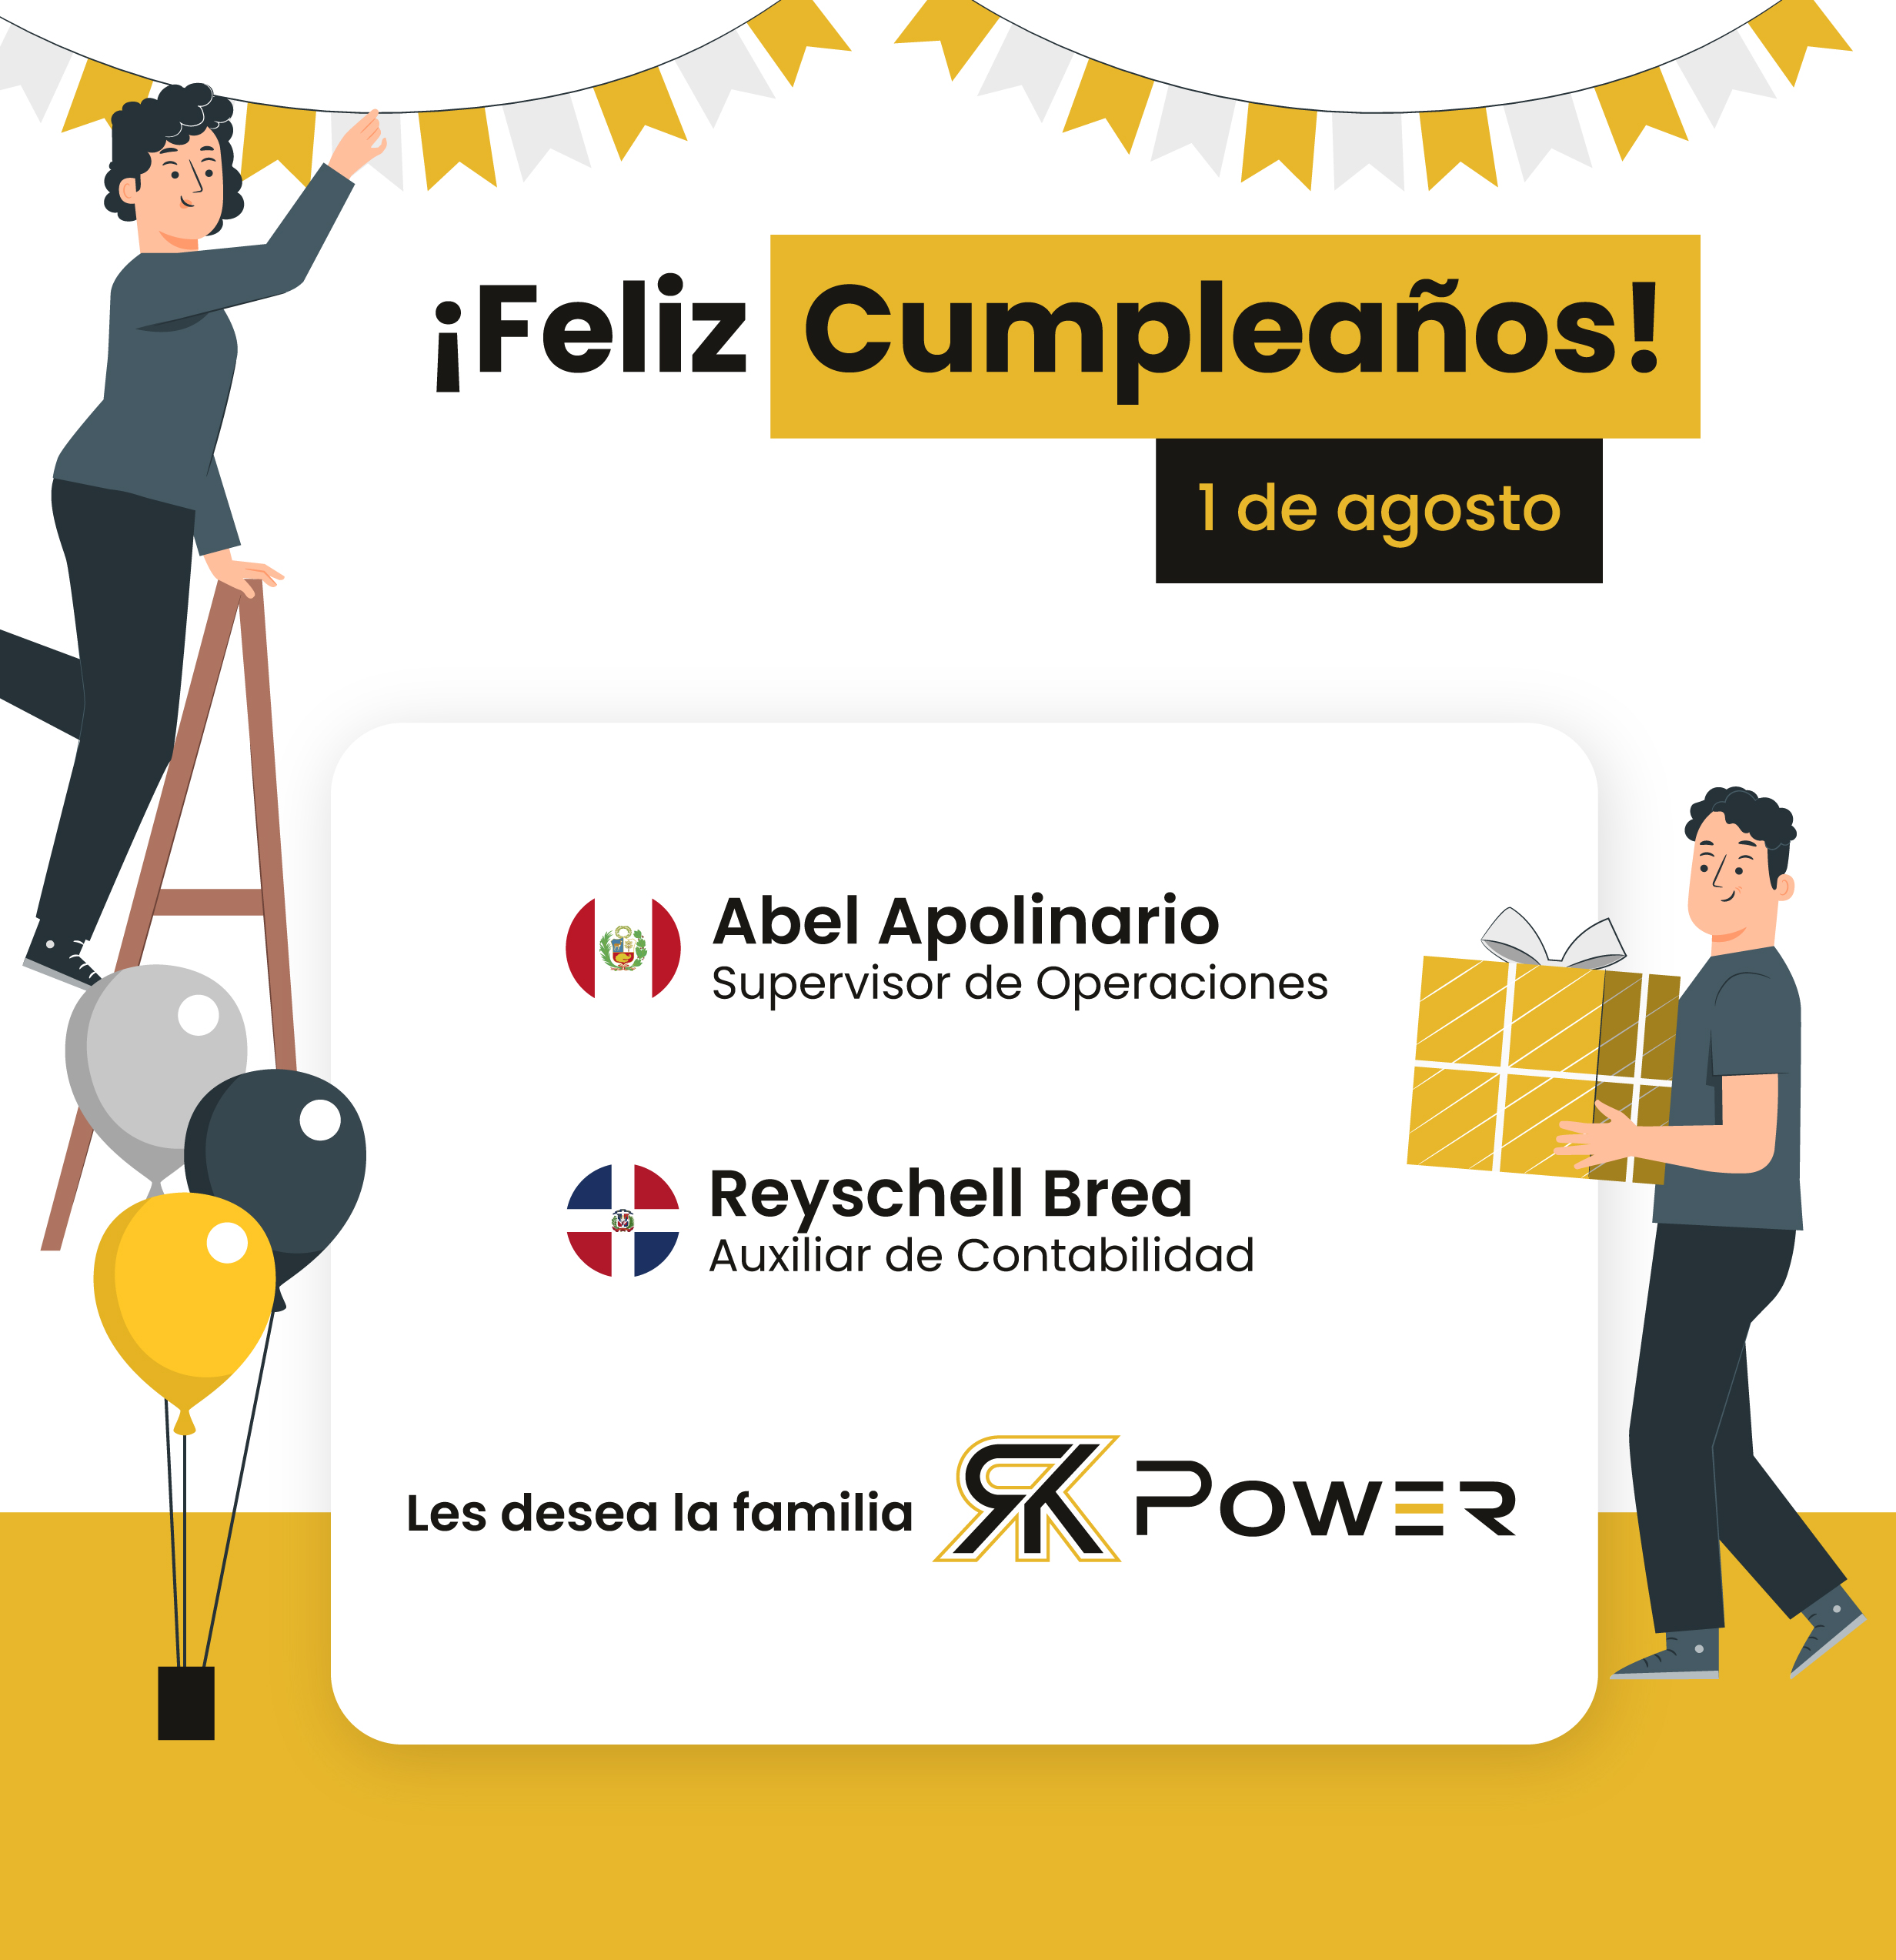 ¡Feliz Cumpleaños!
1 de agosto
Abel Apolinario
Supervisor de Operaciones
Reyschell Brea
Auxiliar de Contabilidad
Les desea la familia RK POWER